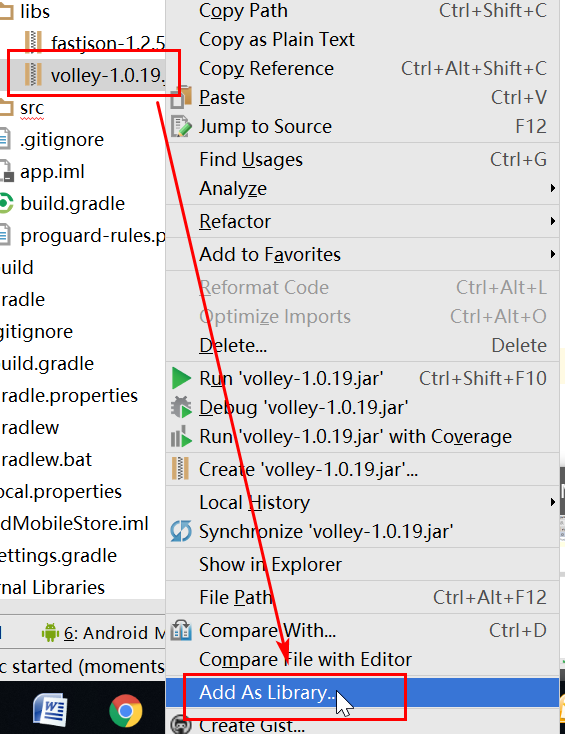 libs
fastjson-1.2.5
volley-1.0.19.
src
.gitignore
app.iml
build.gradle
proguard-rules.p
uild
radle
gitignore
uild.gradle
radle.properties
radlew
radlew.bat
ocal.properties
dMobileStore.iml
ettings.gradle
rnal Libraries
6: Android M
c started (moments
Copy Path Ctrl+Shift+C
Copy as Plain Text
Copy Reference Ctrl+Alt+Shift+C
Paste Ctrl+V
Jump to Source F12
Find Usages Ctrl+G
Analyze
Refactor
Add to Favorites
Reformat Code Ctrl+Alt+L
Optimize Imports Ctrl+Alt+O
Delete... Delete
Run 'volley-1.0.19.jar' Ctrl+Shift+F10
Debug 'volley-1.0.19.jar'
Run 'volley-1.0.19.jar' with Coverage
Create 'volley-1.0.19.jar'...
Local History
Synchronize 'volley-1.0.19.jar'
Show in Explorer
File Path Ctrl+Alt+F12
Compare With... Ctrl+D
Compare File with Editor
Add As Library...
Create Gist...